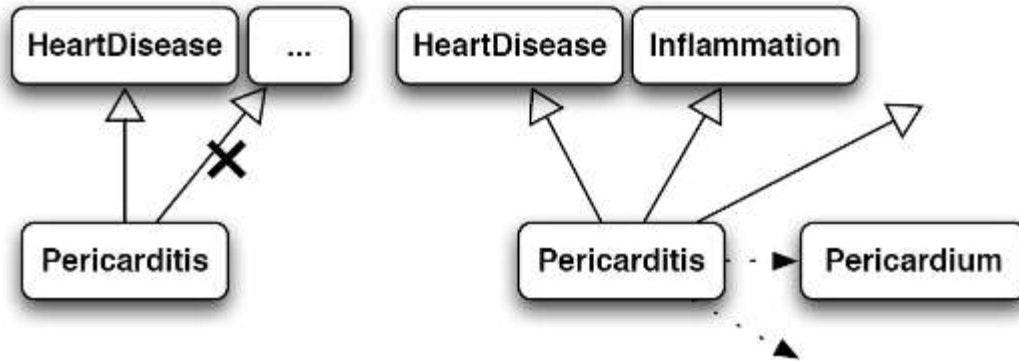 HeartDisease
...
HeartDisease
Inflammation
Pericarditis
Pericarditis
Pericardium